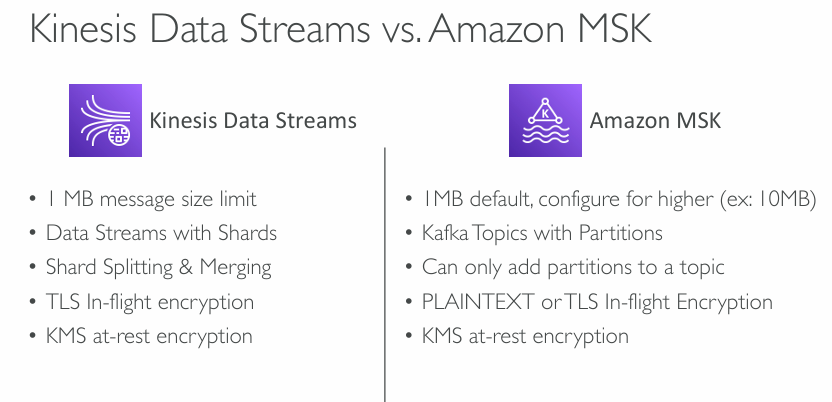 Kinesis Data Streams vs. Amazon MSK
Kinesis Data Streams
• 1 MB message size limit
• Data Streams with Shards
• Shard Splitting & Merging
• TLS In-flight encryption
• KMS at-rest encryption
K
Amazon MSK
• 1MB default, configure for higher (ex: 10MB)
• Kafka Topics with Partitions
• Can only add partitions to a topic
• PLAINTEXT or TLS In-flight Encryption
• KMS at-rest encryption